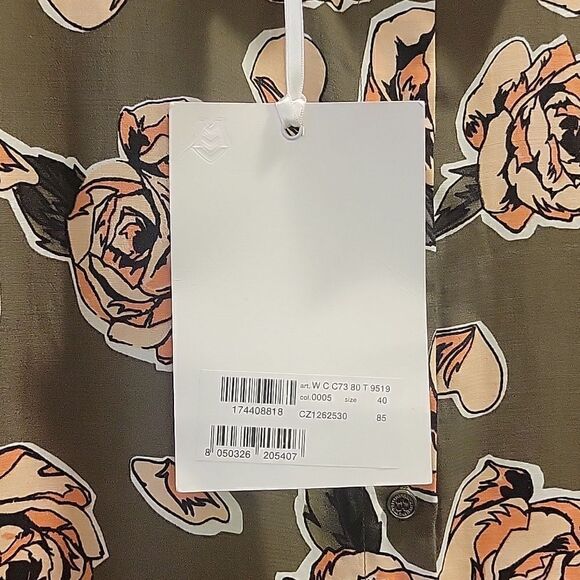 art. W C C73 80 T 9519
col. 0005 size 40
174408818 CZ1262530 85
8 050326 205407